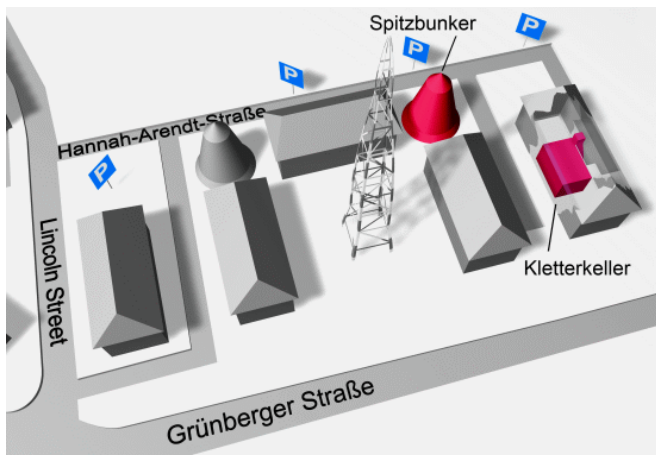 Spitzbunker
P
P
P
Hannah-Arendt-Straße
P
Lincoln Street
Kletterkeller
Grünberger Straße